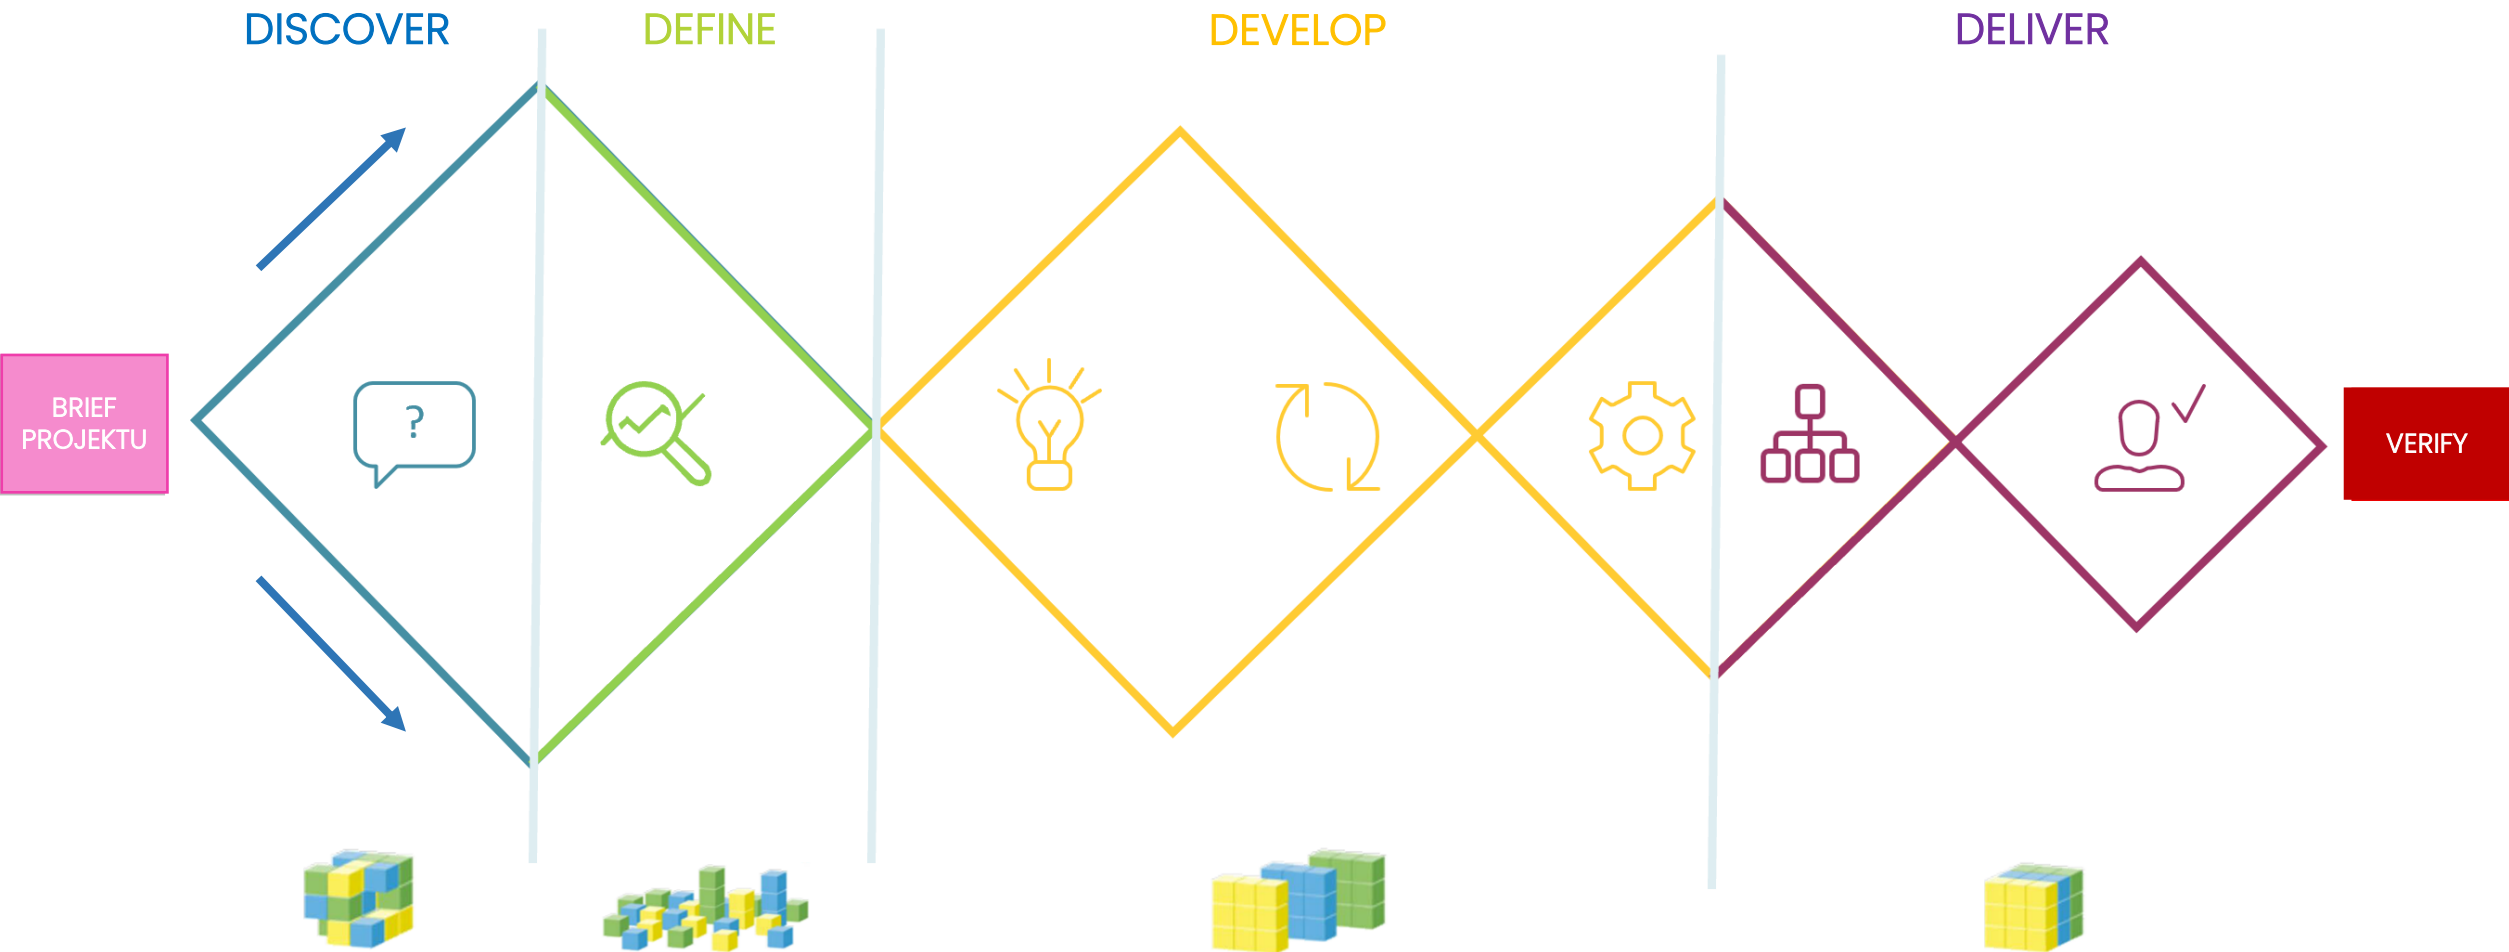 DISCOVER
DEFINE
DEVELOP
DELIVER
BRIEF
PROJEKTU
?
VERIFY